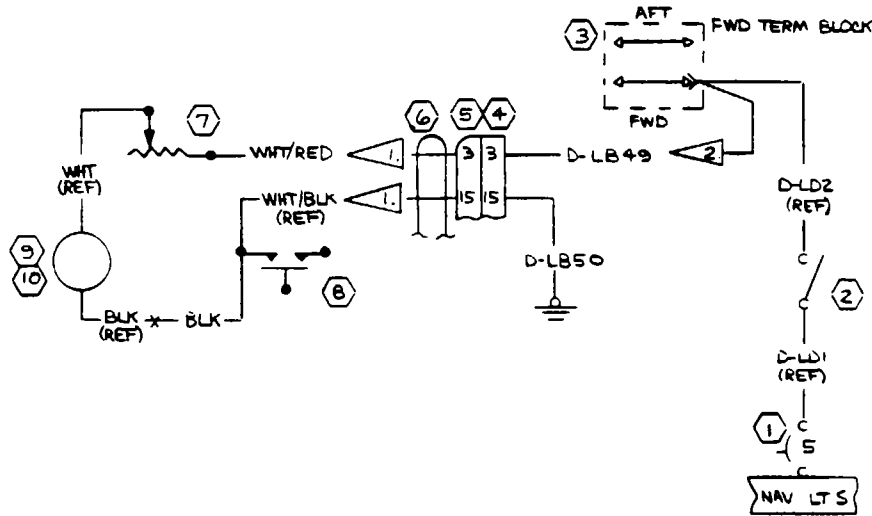 AFT
3
FWD TERM BLOCK
FWD
7
6
5 4
WHT/RED
1.
3 3
D-LB49
2.
WHT
(REF)
WHT/BLK
(REF)
1.
15 15
D-LD2
(REF)
D-LB50
9
10
8
2
BLK
(REF)
BLK
D-LD1
(REF)
1
5
NAV LTS